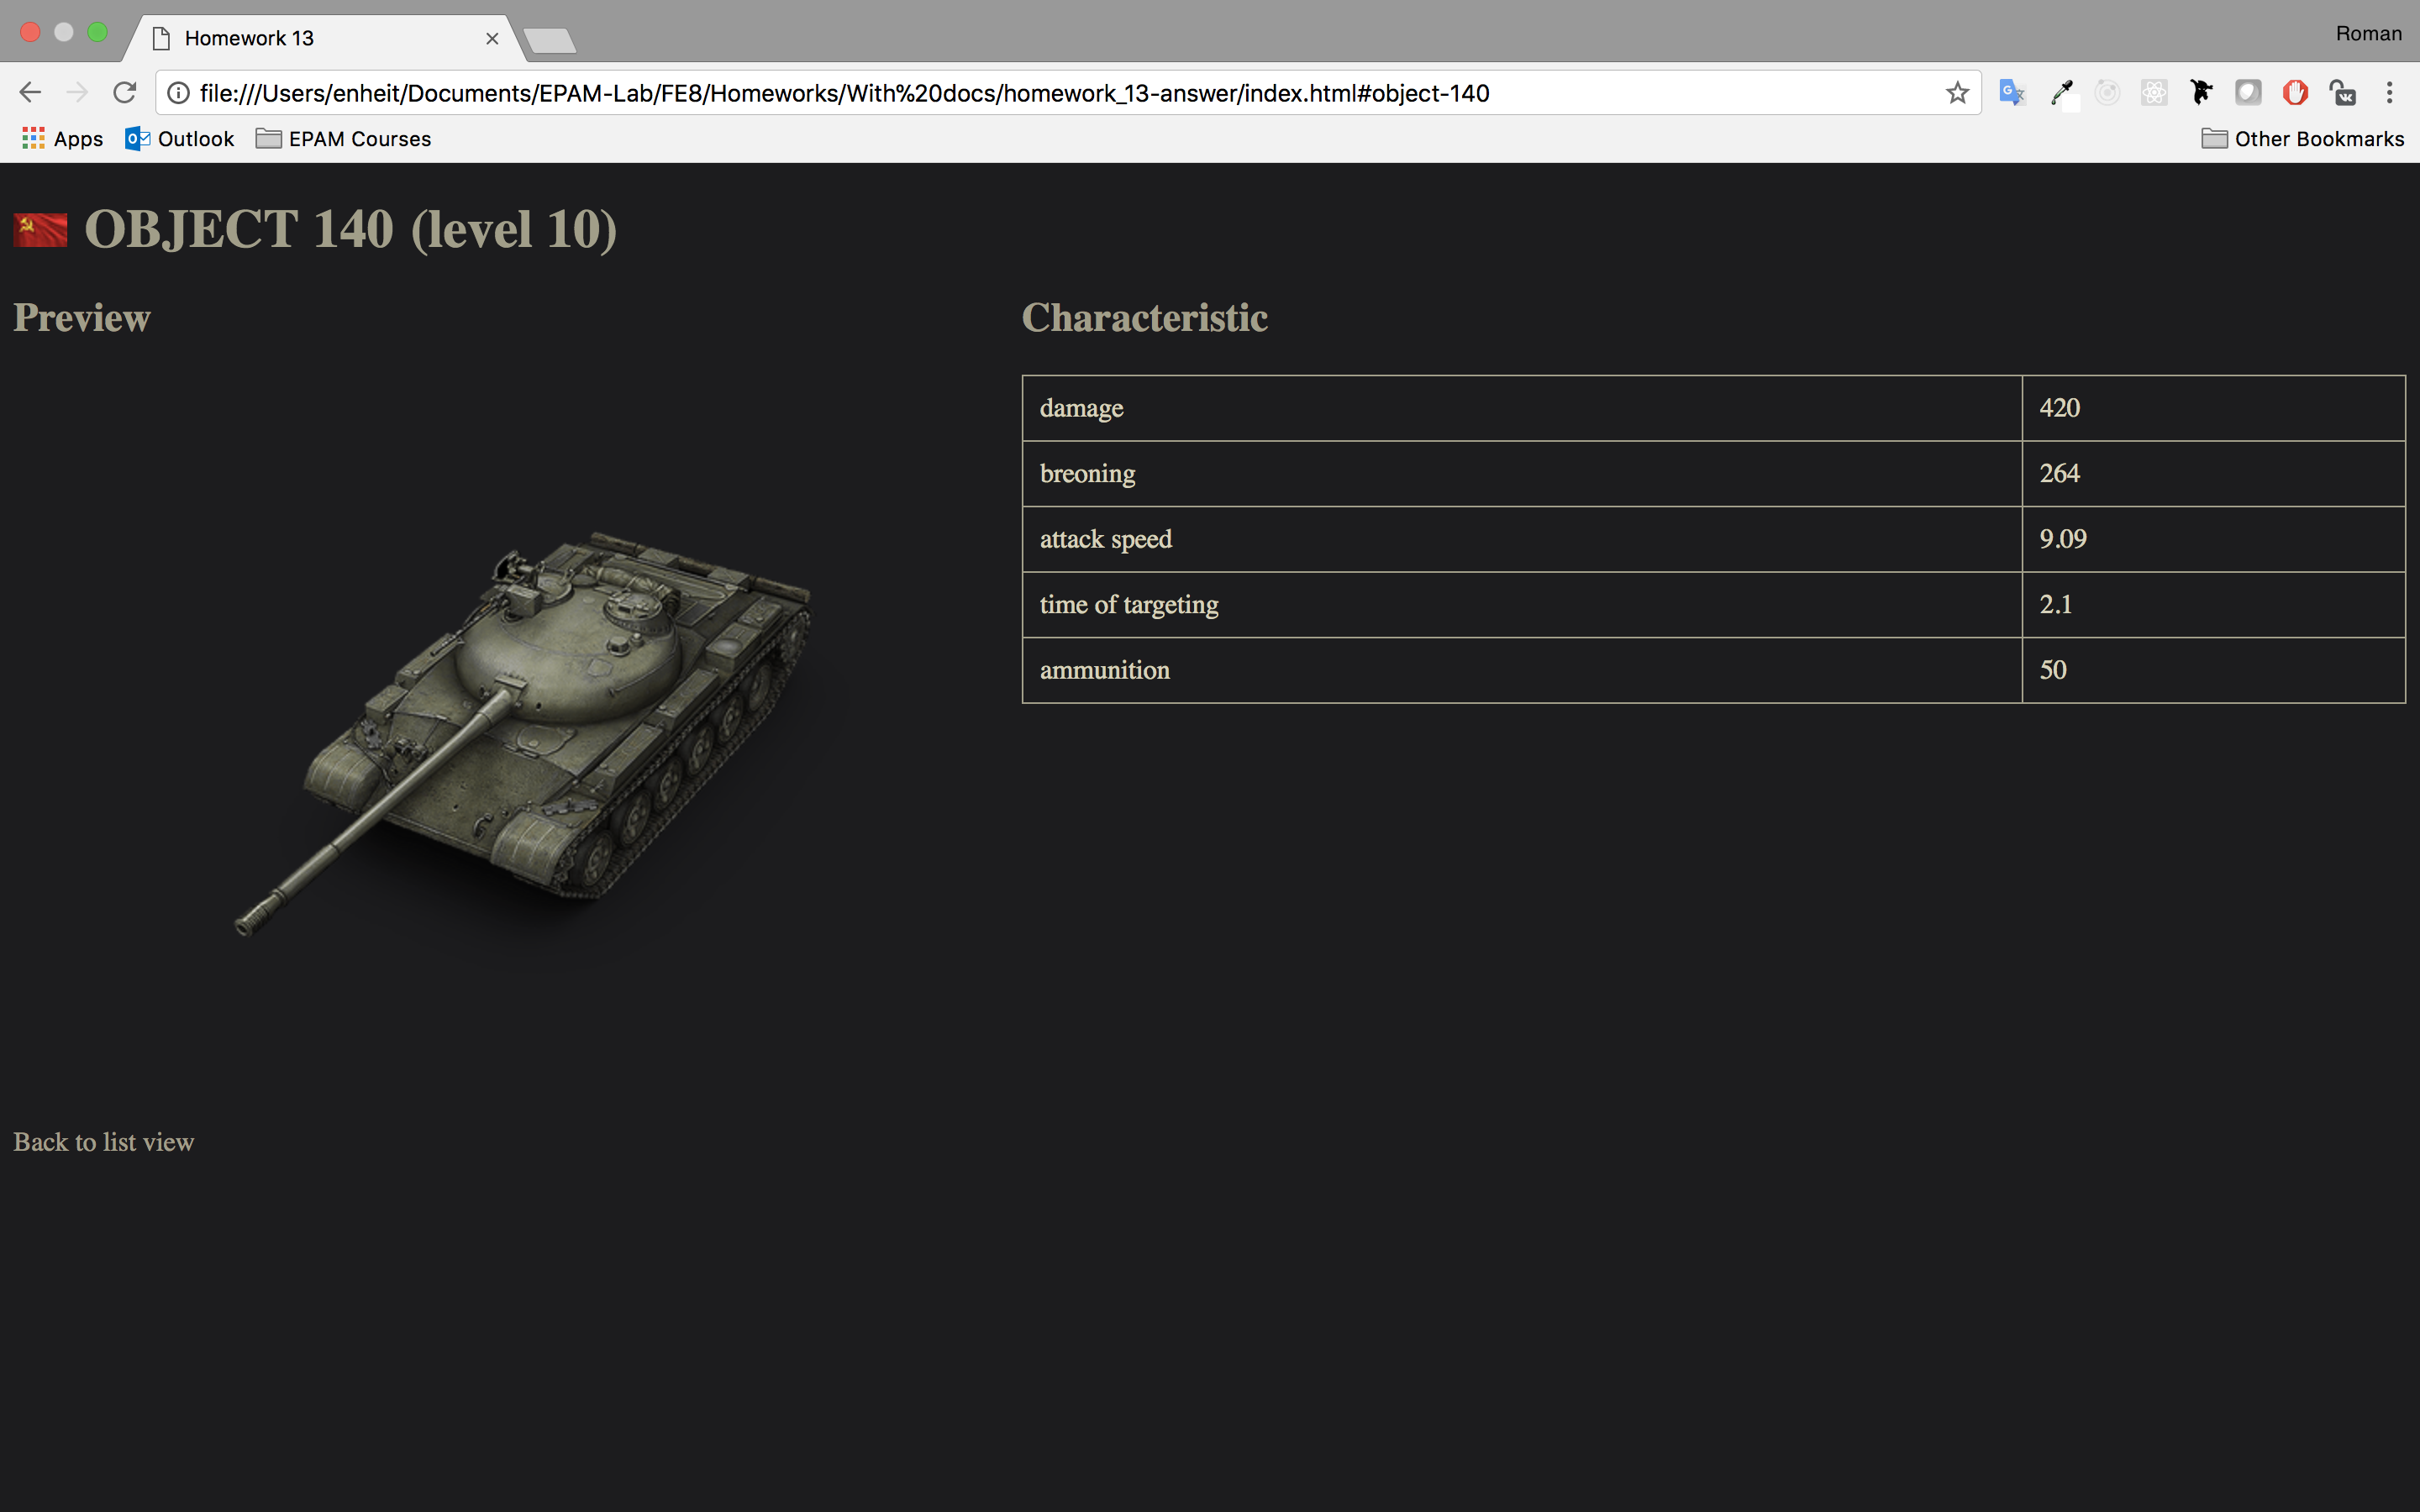 Homework 13
Roman
file:///Users/enheit/Documents/EPAM-Lab/FE8/Homeworks/With%20docs/homework_13-answer/index.html#object-140
Apps Outlook EPAM Courses Other Bookmarks
OBJECT 140 (level 10)
Preview
Characteristic
damage 420
breoning 264
attack speed 9.09
time of targeting 2.1
ammunition 50
Back to list view